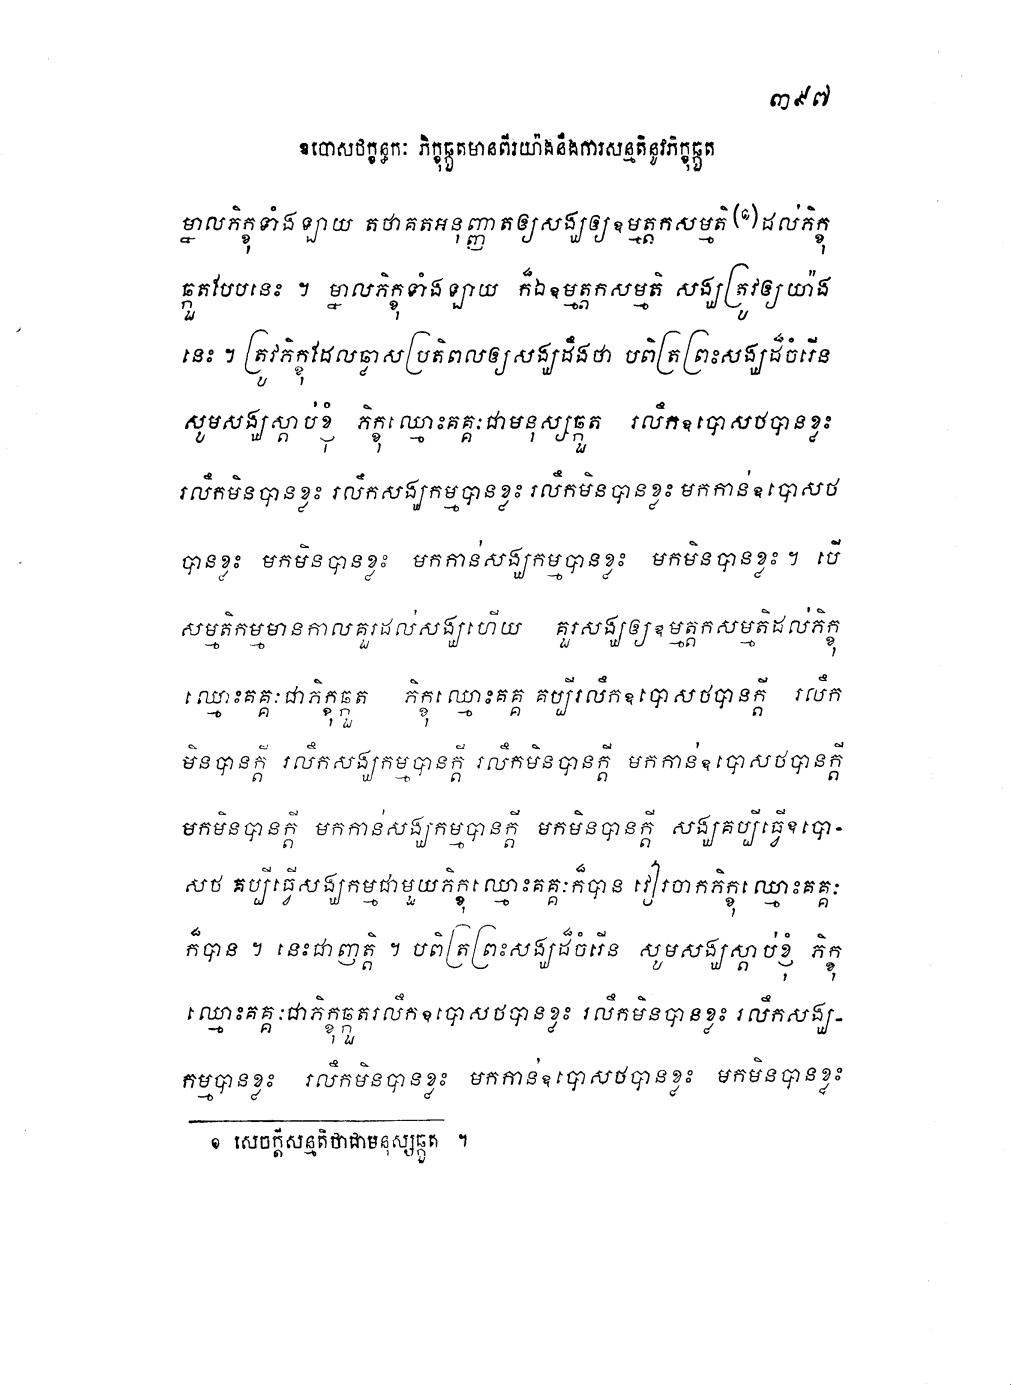 ៣៩៧
ឧបោសថក្ខន្ធកៈ ភិក្ខុឆ្កួតមានពីរយ៉ាងនឹងការសន្មតិនូវភិក្ខុឆ្កួត
ម្នាលភិក្ខុទាំងឡាយ តថាគតអនុញ្ញាតឲ្យសង្ឃឲ្យឧម្មត្តកសម្មតិ(១)ដល់ភិក្ខុ
ឆ្កួតបែបនេះ ។ ម្នាលភិក្ខុទាំងឡាយ ក៏ឯឧម្មត្តកសម្មតិ សង្ឃត្រូវឲ្យយ៉ាង
នេះ ។ ត្រូវភិក្ខុដែលឆ្លាសប្រតិពលឲ្យសង្ឃដឹងថា បពិត្រព្រះសង្ឃដ៏ចំរើន
សូមសង្ឃស្តាប់ខ្ញុំ ភិក្ខុឈ្មោះគគ្គៈជាមនុស្សឆ្កួត រលឹកឧបោសថបានខ្លះ
រលឹកមិនបានខ្លះ រលឹកសង្ឃកម្មបានខ្លះ រលឹកមិនបានខ្លះ មកកាន់ឧបោសថ
បានខ្លះ មកមិនបានខ្លះ មកកាន់សង្ឃកម្មបានខ្លះ មកមិនបានខ្លះ ។ បើ
សម្មតិកម្មមានកាលគួរដល់សង្ឃហើយ គួរសង្ឃឲ្យឧម្មត្តកសម្មតិដល់ភិក្ខុ
ឈ្មោះគគ្គៈជាភិក្ខុឆ្កួត ភិក្ខុឈ្មោះគគ្គ គប្បីរលឹកឧបោសថបានក្តី រលឹក
មិនបានក្តី រលឹកសង្ឃកម្មបានក្តី រលឹកមិនបានក្តី មកកាន់ឧបោសថបានក្តី
មកមិនបានក្តី មកកាន់សង្ឃកម្មបានក្តី មកមិនបានក្តី សង្ឃគប្បីធ្វើឧបោ-
សថ គប្បីធ្វើសង្ឃកម្មជាមួយភិក្ខុឈ្មោះគគ្គៈក៏បាន វៀរចាកភិក្ខុឈ្មោះគគ្គៈ
ក៏បាន ។ នេះជាញត្តិ ។ បពិត្រព្រះសង្ឃដ៏ចំរើន សូមសង្ឃស្តាប់ខ្ញុំ ភិក្ខុ
ឈ្មោះគគ្គៈជាភិក្ខុឆ្កួតរលឹកឧបោសថបានខ្លះ រលឹកមិនបានខ្លះ រលឹកសង្ឃ-
កម្មបានខ្លះ រលឹកមិនបានខ្លះ មកកាន់ឧបោសថបានខ្លះ មកមិនបានខ្លះ
១ សេចក្តីសន្មតិថាជាមនុស្សឆ្កួត ។